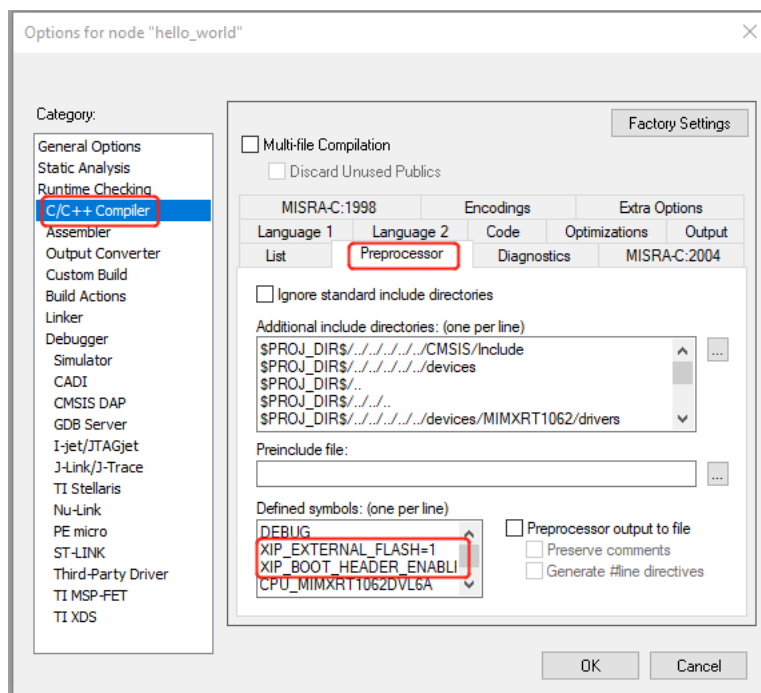 Options for node "hello_world"
Category:
General Options
Static Analysis
Runtime Checking
C/C++ Compiler
Assembler
Output Converter
Custom Build
Build Actions
Linker
Debugger
Simulator
CADI
CMSIS DAP
GDB Server
I-jet/JTAGjet
J-Link/J-Trace
TI Stellaris
Nu-Link
PE micro
ST-LINK
Third-Party Driver
TI MSP-FET
TI XDS
Factory Settings
Multi-file Compilation
Discard Unused Publics
MISRA-C:1998 Encodings Extra Options
Language 1 Language 2 Code Optimizations Output
List Preprocessor Diagnostics MISRA-C:2004
Ignore standard include directories
Additional include directories: (one per line)
$PROJ_DIR$/../../../../../CMSIS/Include
$PROJ_DIR$/../../../../../devices
$PROJ_DIR$/..
$PROJ_DIR$/../../..
$PROJ_DIR$/../../../../../devices/MIMXRT1062/drivers
...
Preinclude file:
...
Defined symbols: (one per line)
DEBUG
XIP_EXTERNAL_FLASH=1
XIP_BOOT_HEADER_ENABLI
CPU_MIMXRT1062DVL6A
Preprocessor output to file
Preserve comments
Generate #line directives
OK Cancel